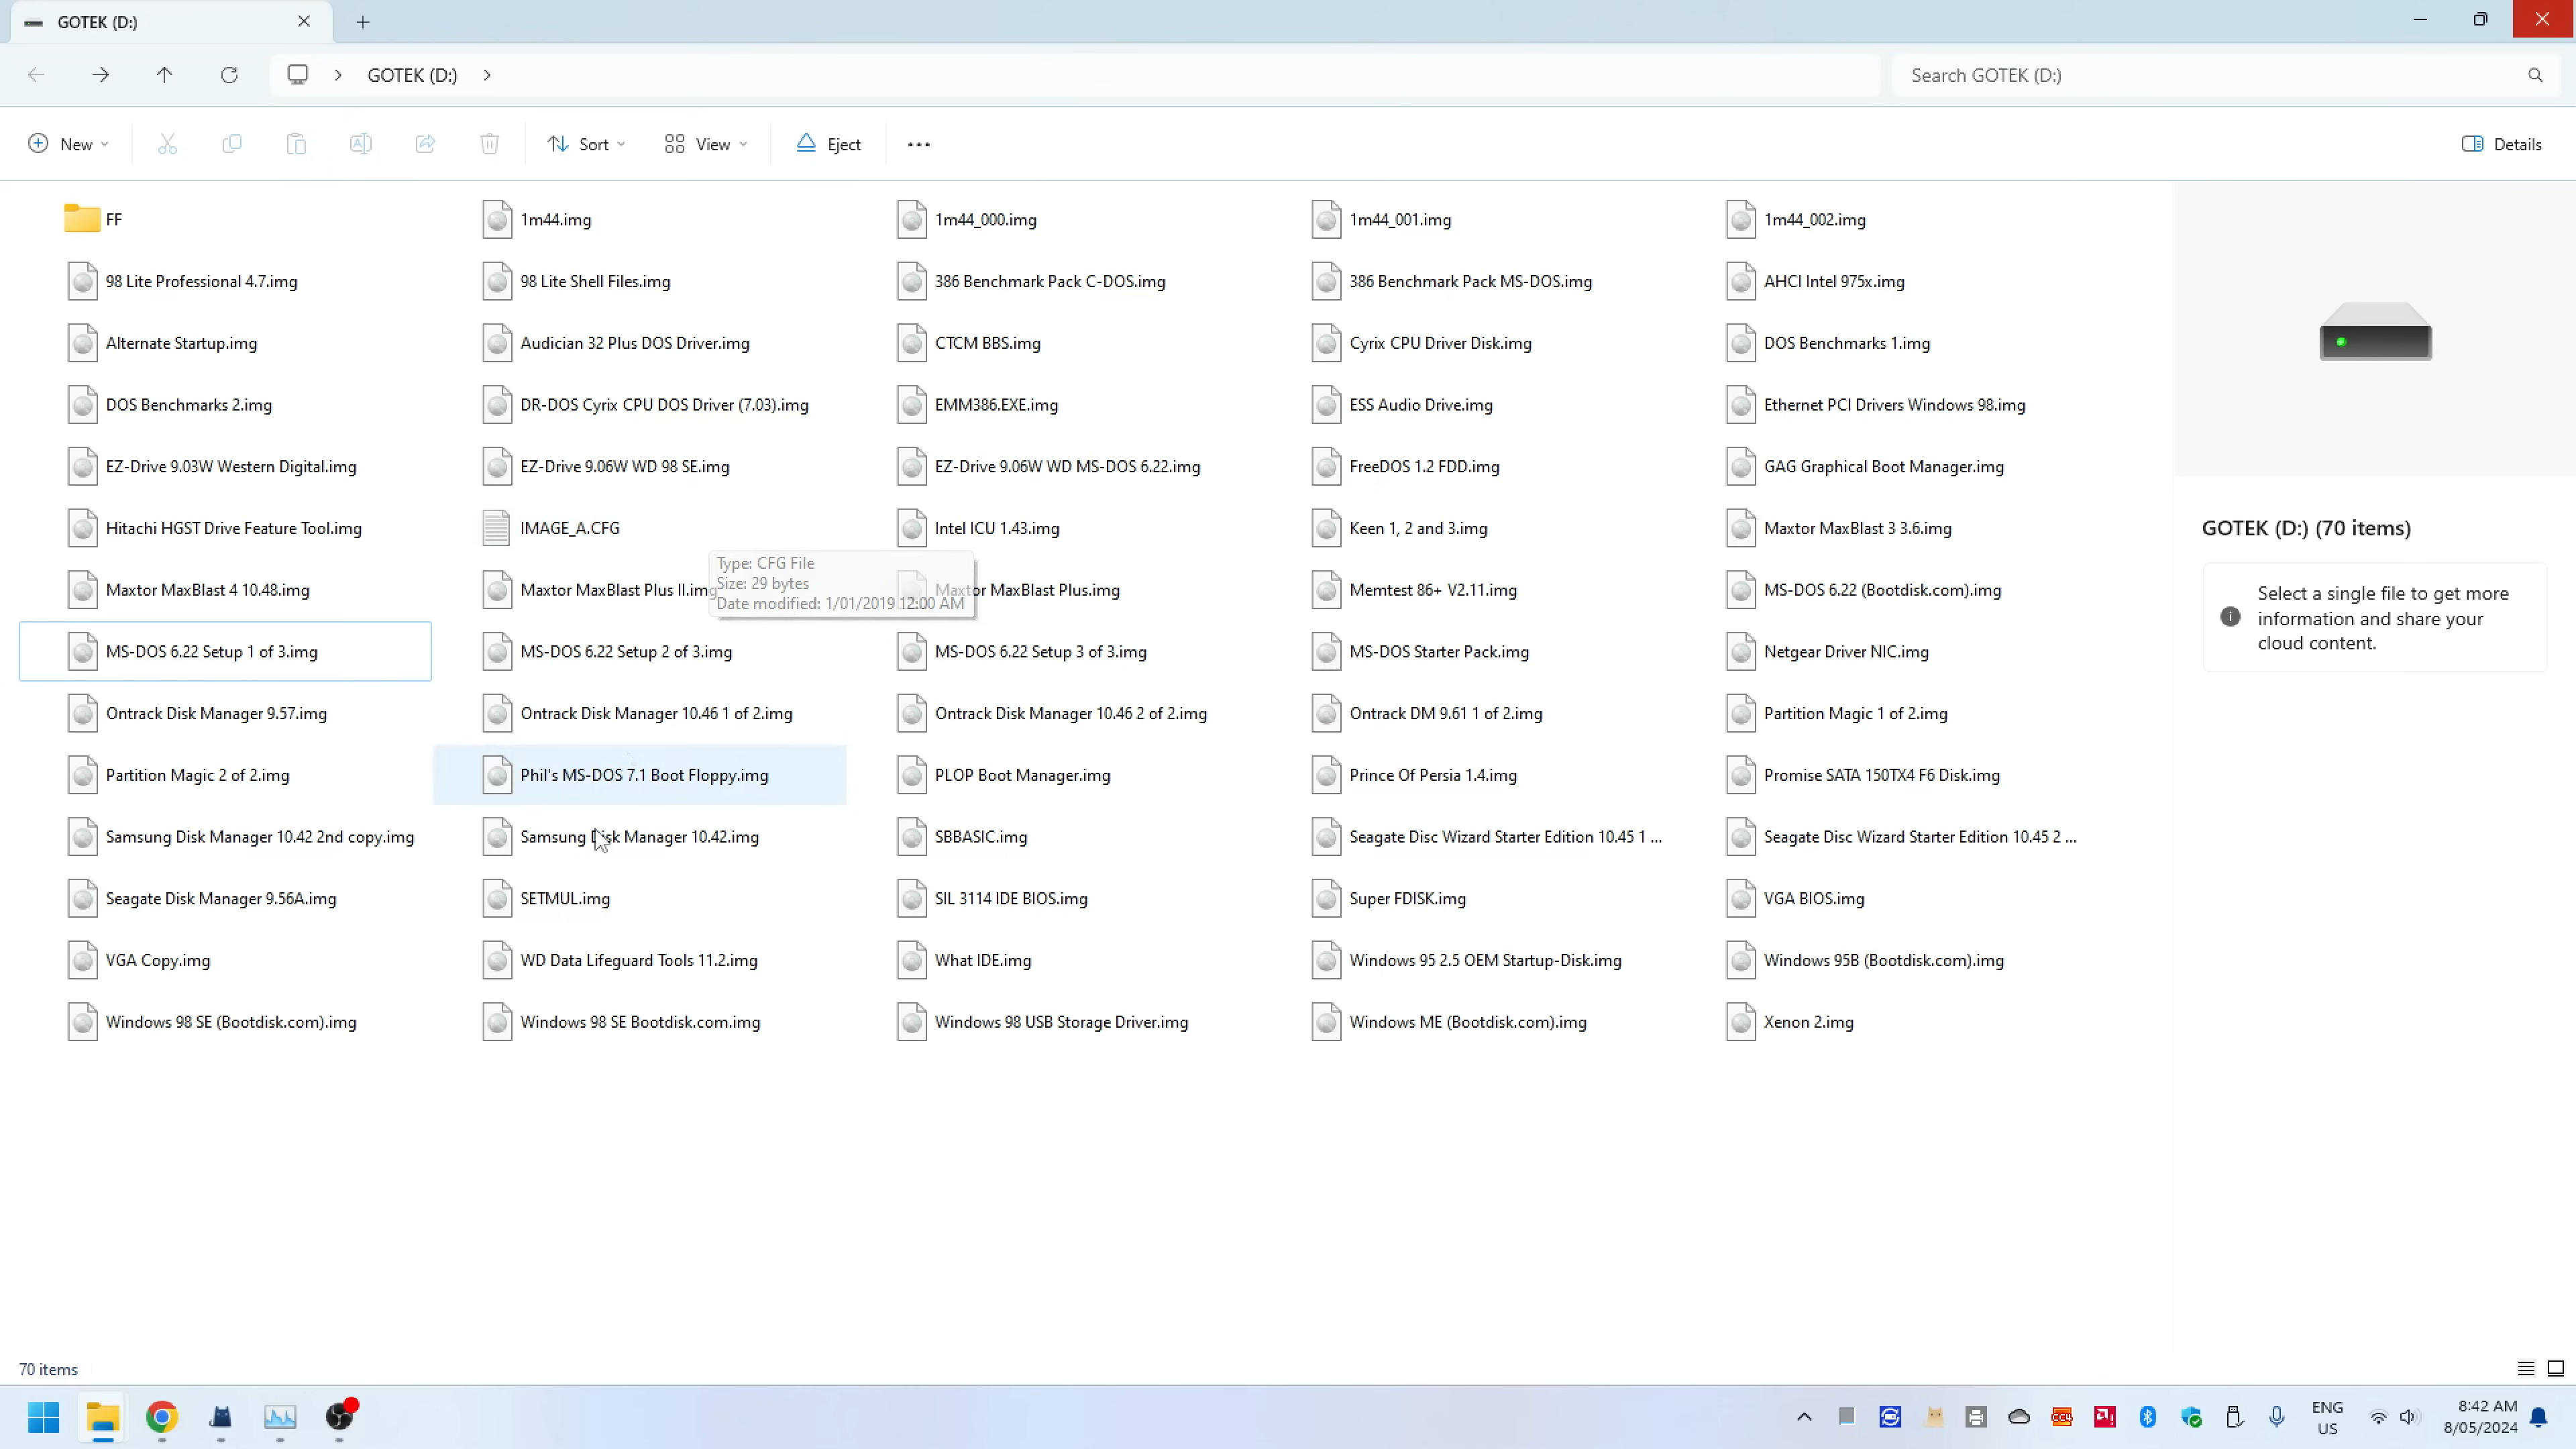 GOTEK (D:)
GOTEK (D:)
Search GOTEK (D:)
New
Sort
View
Eject
Details
FF
1m44.img
1m44_000.img
1m44_001.img
1m44_002.img
98 Lite Professional 4.7.img
98 Lite Shell Files.img
386 Benchmark Pack C-DOS.img
386 Benchmark Pack MS-DOS.img
AHCI Intel 975x.img
Alternate Startup.img
Audician 32 Plus DOS Driver.img
CTCM BBS.img
Cyrix CPU Driver Disk.img
DOS Benchmarks 1.img
DOS Benchmarks 2.img
DR-DOS Cyrix CPU DOS Driver (7.03).img
EMM386.EXE.img
ESS Audio Drive.img
Ethernet PCI Drivers Windows 98.img
EZ-Drive 9.03W Western Digital.img
EZ-Drive 9.06W WD 98 SE.img
EZ-Drive 9.06W WD MS-DOS 6.22.img
FreeDOS 1.2 FDD.img
GAG Graphical Boot Manager.img
Hitachi HGST Drive Feature Tool.img
IMAGE_A.CFG
Intel ICU 1.43.img
Keen 1, 2 and 3.img
Maxtor MaxBlast 3 3.6.img
Type: CFG File
Size: 29 bytes
Date modified: 1/01/2019 12:00 AM
Maxtor MaxBlast 4 10.48.img
Maxtor MaxBlast Plus II.img
Maxtor MaxBlast Plus.img
Memtest 86+ V2.11.img
MS-DOS 6.22 (Bootdisk.com).img
MS-DOS 6.22 Setup 1 of 3.img
MS-DOS 6.22 Setup 2 of 3.img
MS-DOS 6.22 Setup 3 of 3.img
MS-DOS Starter Pack.img
Netgear Driver NIC.img
Ontrack Disk Manager 9.57.img
Ontrack Disk Manager 10.46 1 of 2.img
Ontrack Disk Manager 10.46 2 of 2.img
Ontrack DM 9.61 1 of 2.img
Partition Magic 1 of 2.img
Partition Magic 2 of 2.img
Phil's MS-DOS 7.1 Boot Floppy.img
PLOP Boot Manager.img
Prince Of Persia 1.4.img
Promise SATA 150TX4 F6 Disk.img
Samsung Disk Manager 10.42 2nd copy.img
Samsung Disk Manager 10.42.img
SBBASIC.img
Seagate Disc Wizard Starter Edition 10.45 1 ...
Seagate Disc Wizard Starter Edition 10.45 2 ...
Seagate Disk Manager 9.56A.img
SETMUL.img
SIL 3114 IDE BIOS.img
Super FDISK.img
VGA BIOS.img
VGA Copy.img
WD Data Lifeguard Tools 11.2.img
What IDE.img
Windows 95 2.5 OEM Startup-Disk.img
Windows 95B (Bootdisk.com).img
Windows 98 SE (Bootdisk.com).img
Windows 98 SE Bootdisk.com.img
Windows 98 USB Storage Driver.img
Windows ME (Bootdisk.com).img
Xenon 2.img
GOTEK (D:) (70 items)
Select a single file to get more
information and share your
cloud content.
70 items
CC4
ENG
US
8:42 AM
8/05/2024